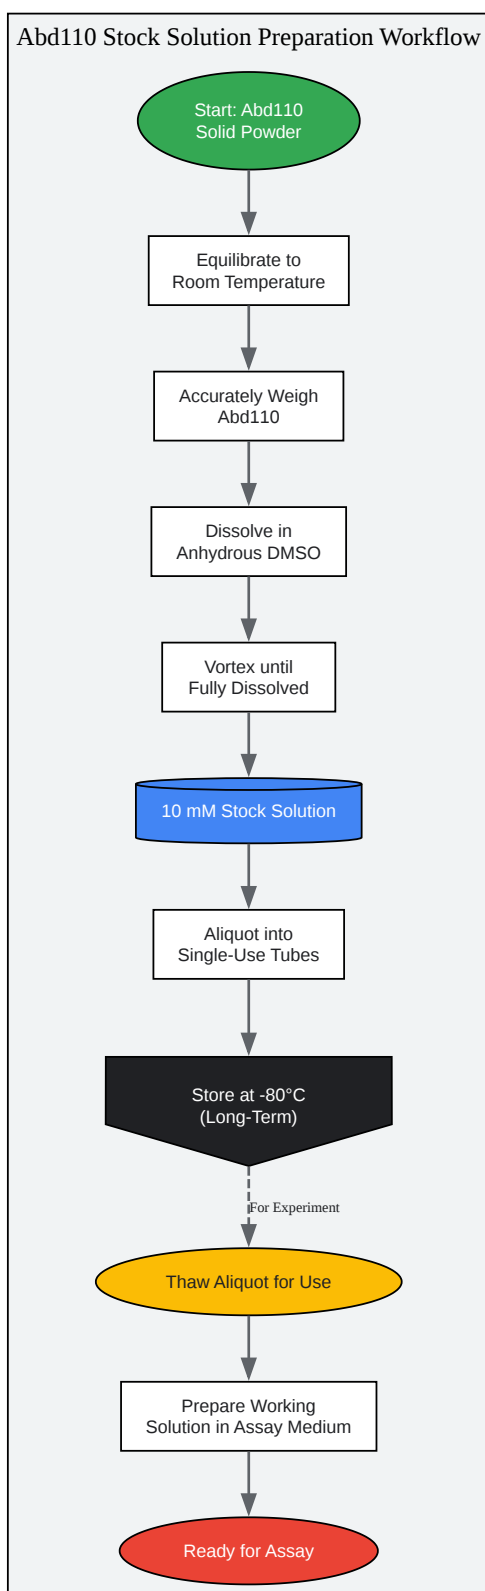 Abd110 Stock Solution Preparation Workflow
Start: Abd110
Solid Powder
Equilibrate to
Room Temperature
Accurately Weigh
Abd110
Dissolve in
Anhydrous DMSO
Vortex until
Fully Dissolved
10 mM Stock Solution
Aliquot into
Single-Use Tubes
Store at -80°C
(Long-Term)
For Experiment
Thaw Aliquot for Use
Prepare Working
Solution in Assay Medium
Ready for Assay